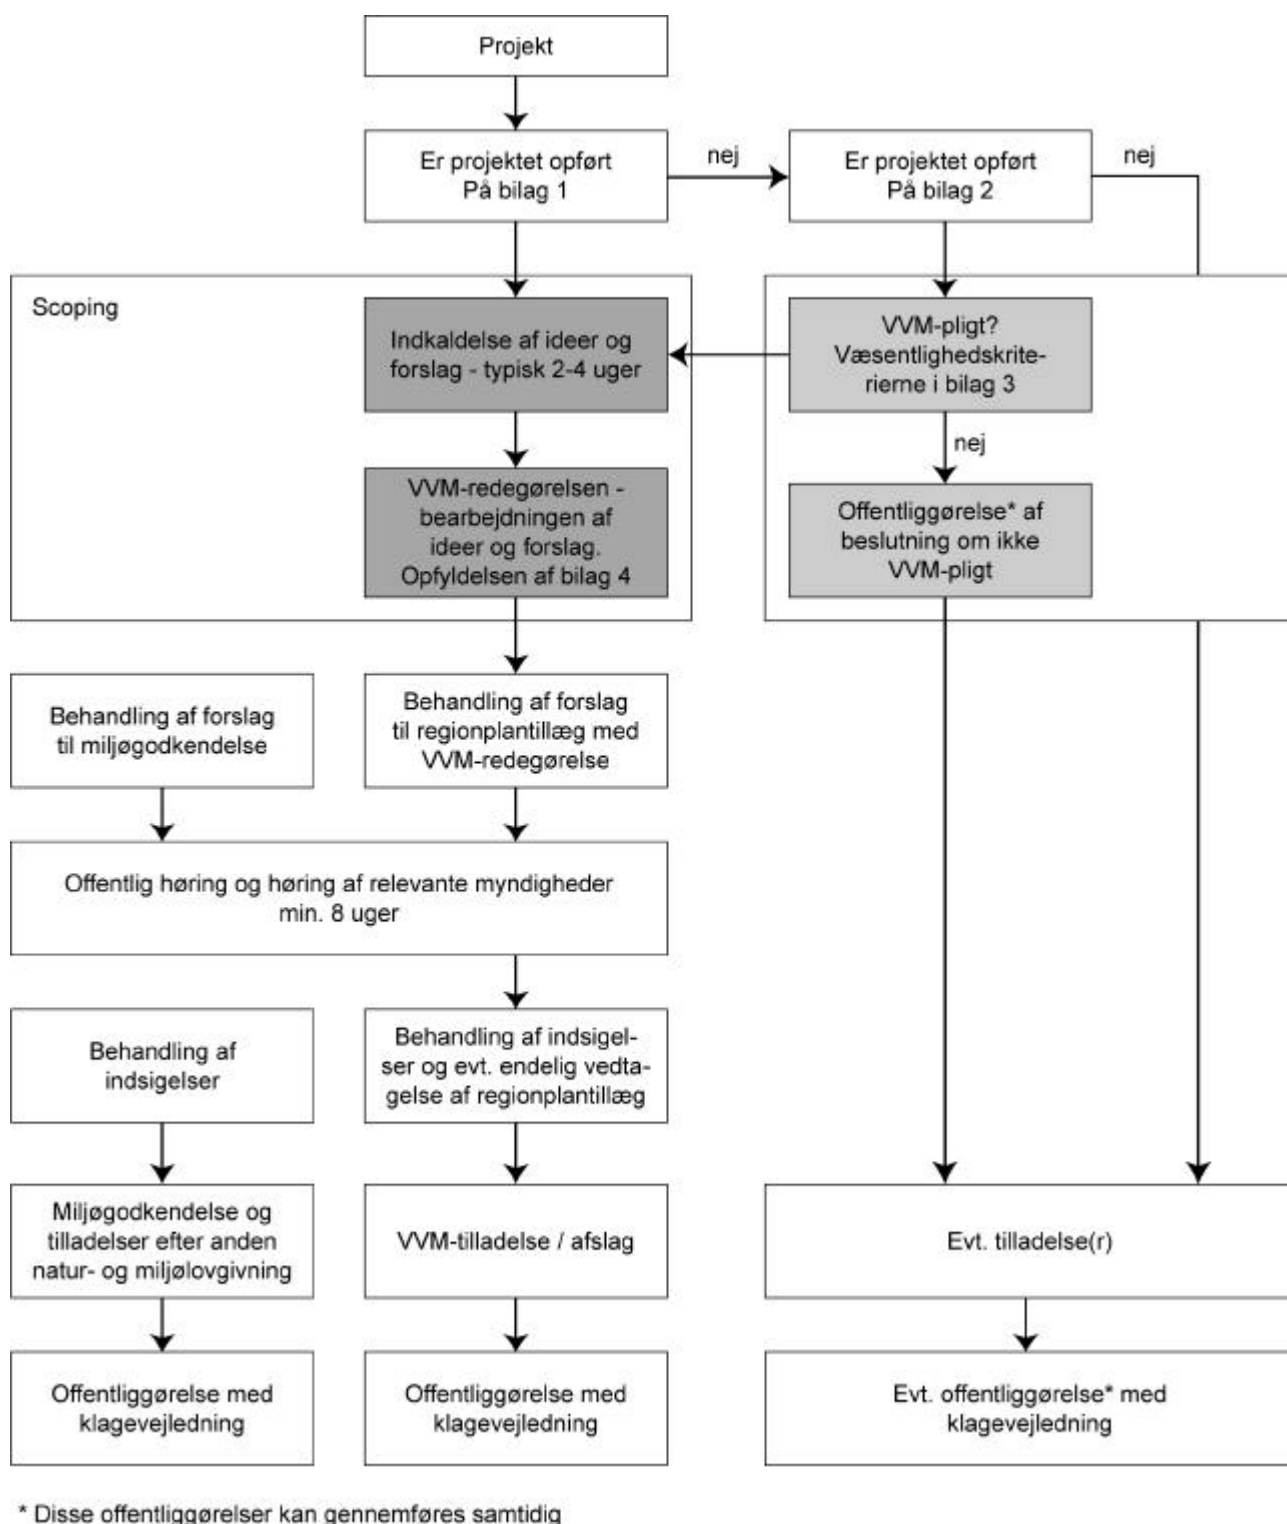 Projekt
Er projektet opført
På bilag 1
nej
Er projektet opført
På bilag 2
nej
Scoping
Indkaldelse af ideer og
forslag - typisk 2-4 uger
VVM-pligt?
Væsentlighedskrite-
rierne i bilag 3
nej
VVM-redegørelsen -
bearbejdningen af
ideer og forslag.
Opfyldelsen af bilag 4
Offentliggørelse* af
beslutning om ikke
VVM-pligt
Behandling af forslag
til miljøgodkendelse
Behandling af forslag
til regionplantillæg med
VVM-redegørelse
Offentlig høring og høring af relevante myndigheder
min. 8 uger
Behandling af
indsigelser
Behandling af indsigel-
ser og evt. endelig vedta-
gelse af regionplantillæg
Miljøgodkendelse og
tilladelser efter anden
natur- og miljølovgivning
VVM-tilladelse / afslag
Evt. tilladelse(r)
Offentliggørelse med
klagevejledning
Offentliggørelse med
klagevejledning
Evt. offentliggørelse* med
klagevejledning
* Disse offentliggørelser kan gennemføres samtidig